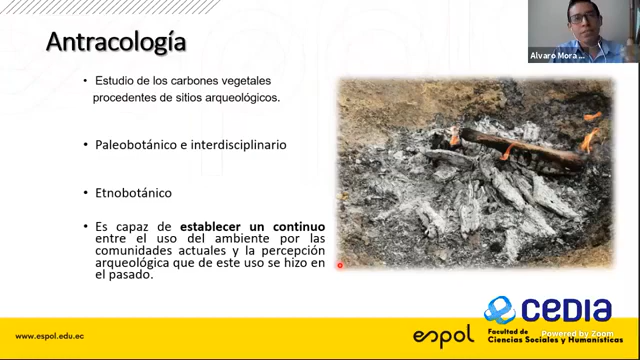 Antracología
Alvaro Mora
• Estudio de los carbones vegetales
procedentes de sitios arqueológicos.
• Paleobotánico e interdisciplinario
• Etnobotánico
• Es capaz de establecer un continuo
entre el uso del ambiente por las
comunidades actuales y la percepción
arqueológica que de este uso se hizo en
el pasado.
cedia
www.espol.edu.ec
espol
Facultad de
Ciencias Sociales y Humanísticas
Powered by Zoom